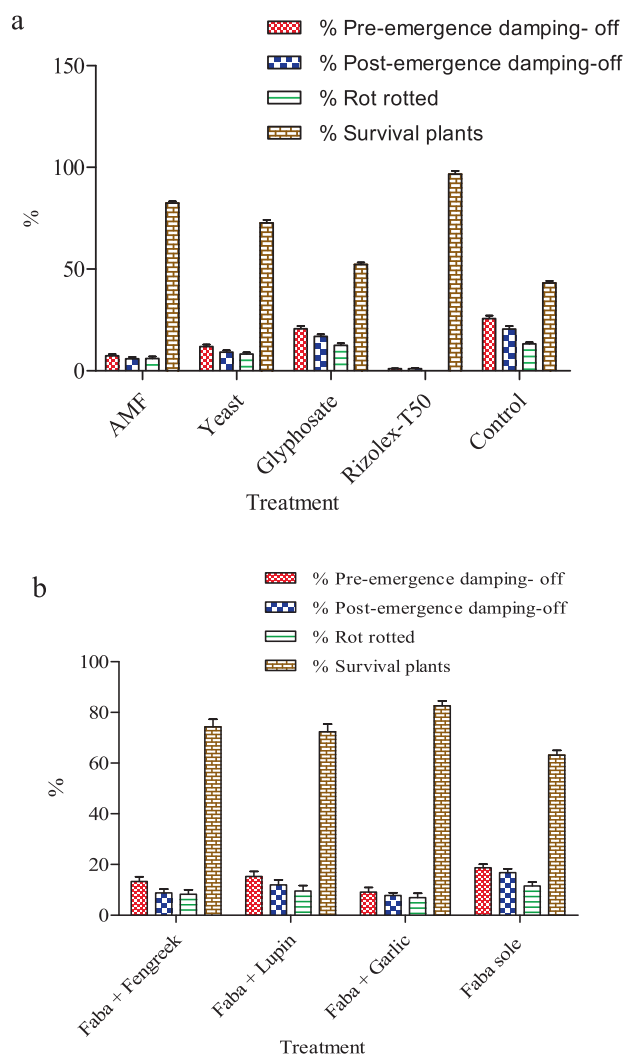 a
% Pre-emergence damping- off
% Post-emergence damping-off
% Rot rotted
% Survival plants
150
100
50
0
%
AMF
Yeast
Glyphosate
Rizolex-T50
Control
Treatment
b
% Pre-emergence damping- off
% Post-emergence damping-off
% Rot rotted
% Survival plants
100
80
60
40
20
0
%
Faba + Fengreek
Faba + Lupin
Faba + Garlic
Faba sole
Treatment